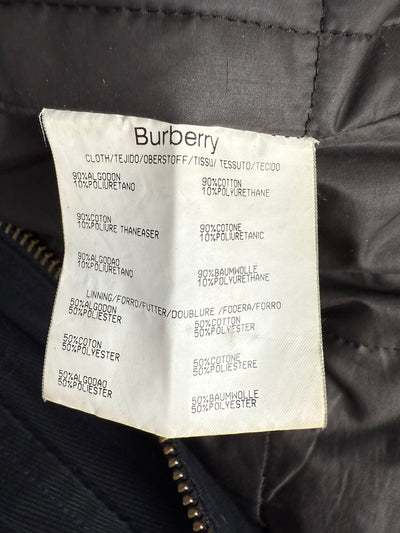 Burberry
CLOTH/TEJIDO/OBERSTOFF/TISSU/TESSUTO/TECIDO
90%ALGODON
10%POLIURETANO
90%COTTON
10%POLYURETHANE
90%COTON
10%POLIURE THANEASER
90%COTONE
10%POLIURETANIC
90%ALGODAO
10%POLIURETANO
90%BAUMWOLLE
10%POLYURETHANE
LINNING/FORRO/FUTTER/DOUBLURE /FODERA/FORRO
50%ALGODON
50%POLIESTER
50%COTTON
50%POLYESTER
50%COTON
50%POLYESTER
50%COTONE
50%POLIESTERE
50%ALGODAO
50%POLIESTER
50%BAUMWOLLE
50%POLYESTER